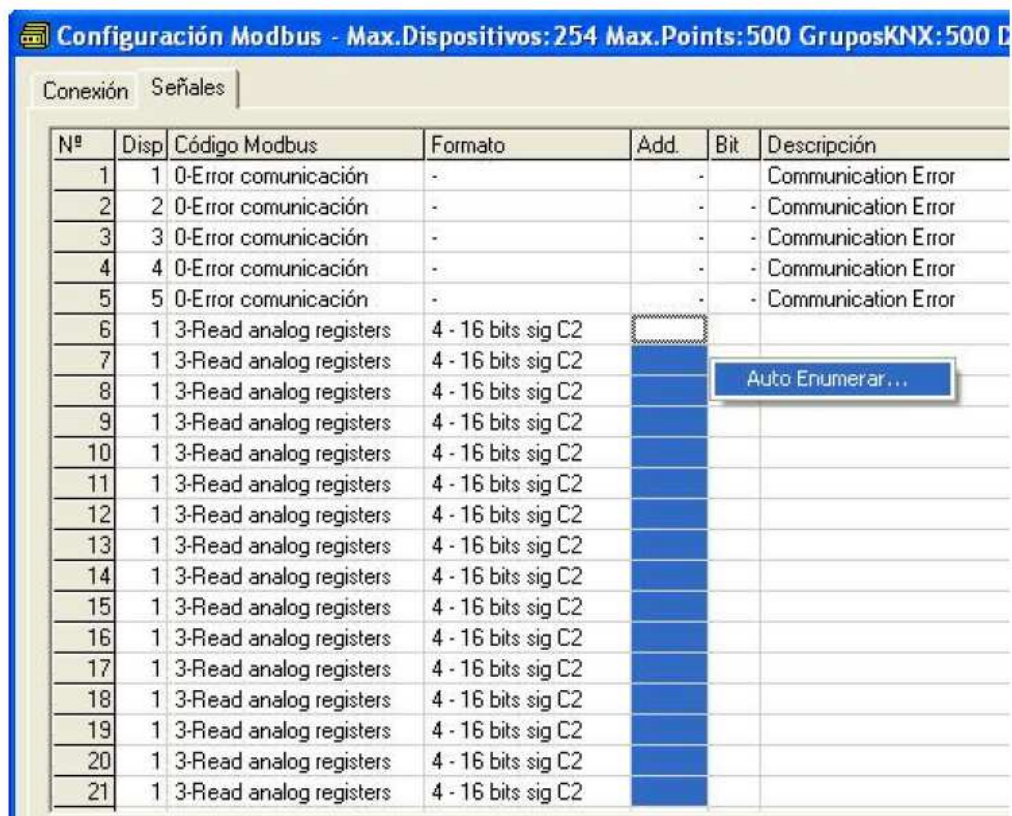 Configuración Modbus - Max.Dispositivos:254 Max.Points:500 GruposKNX:500
Conexión Señales
Nº Disp Código Modbus Formato Add. Bit Descripción
1 1 0-Error comunicación - - Communication Error
2 2 0-Error comunicación - - - Communication Error
3 3 0-Error comunicación - - - Communication Error
4 4 0-Error comunicación - - - Communication Error
5 5 0-Error comunicación - - - Communication Error
6 1 3-Read analog registers 4 - 16 bits sig C2
7 1 3-Read analog registers 4 - 16 bits sig C2
Auto Enumerar...
8 1 3-Read analog registers 4 - 16 bits sig C2
9 1 3-Read analog registers 4 - 16 bits sig C2
10 1 3-Read analog registers 4 - 16 bits sig C2
11 1 3-Read analog registers 4 - 16 bits sig C2
12 1 3-Read analog registers 4 - 16 bits sig C2
13 1 3-Read analog registers 4 - 16 bits sig C2
14 1 3-Read analog registers 4 - 16 bits sig C2
15 1 3-Read analog registers 4 - 16 bits sig C2
16 1 3-Read analog registers 4 - 16 bits sig C2
17 1 3-Read analog registers 4 - 16 bits sig C2
18 1 3-Read analog registers 4 - 16 bits sig C2
19 1 3-Read analog registers 4 - 16 bits sig C2
20 1 3-Read analog registers 4 - 16 bits sig C2
21 1 3-Read analog registers 4 - 16 bits sig C2